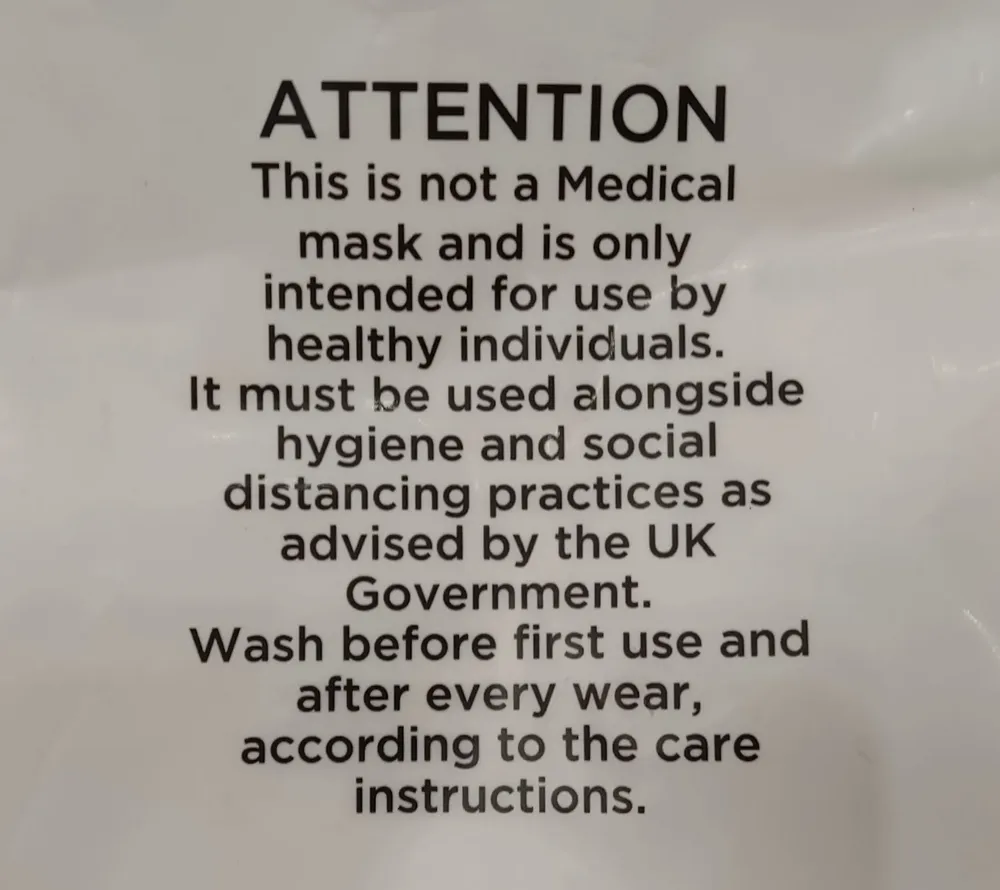 ATTENTION
This is not a Medical
mask and is only
intended for use by
healthy individuals.
It must be used alongside
hygiene and social
distancing practices as
advised by the UK
Government.
Wash before first use and
after every wear,
according to the care
instructions.